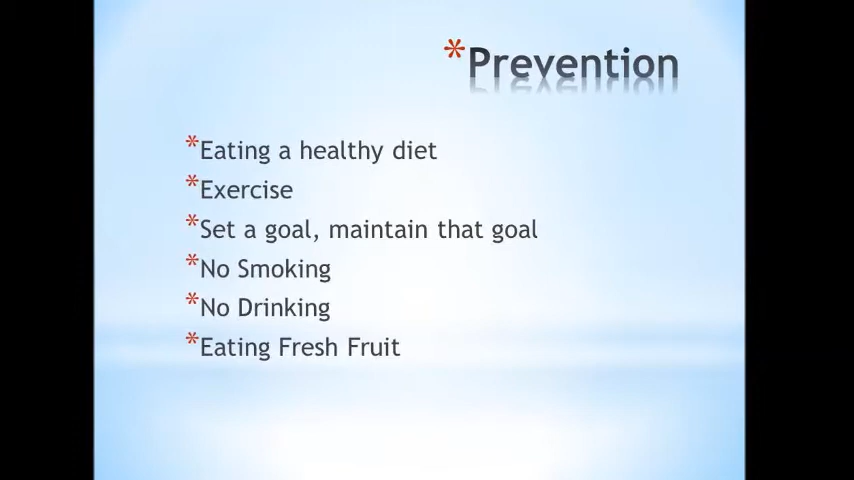 *Prevention
*Eating a healthy diet
*Exercise
*Set a goal, maintain that goal
*No Smoking
*No Drinking
*Eating Fresh Fruit